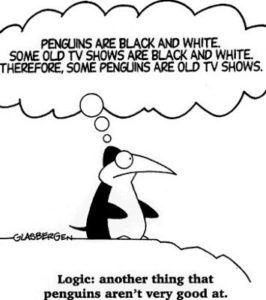 PENGUINS ARE BLACK AND WHITE.
SOME OLD TV SHOWS ARE BLACK AND WHITE.
THEREFORE, SOME PENGUINS ARE OLD TV SHOWS.
GLASBERGEN
Logic: another thing that
penguins aren't very good at.